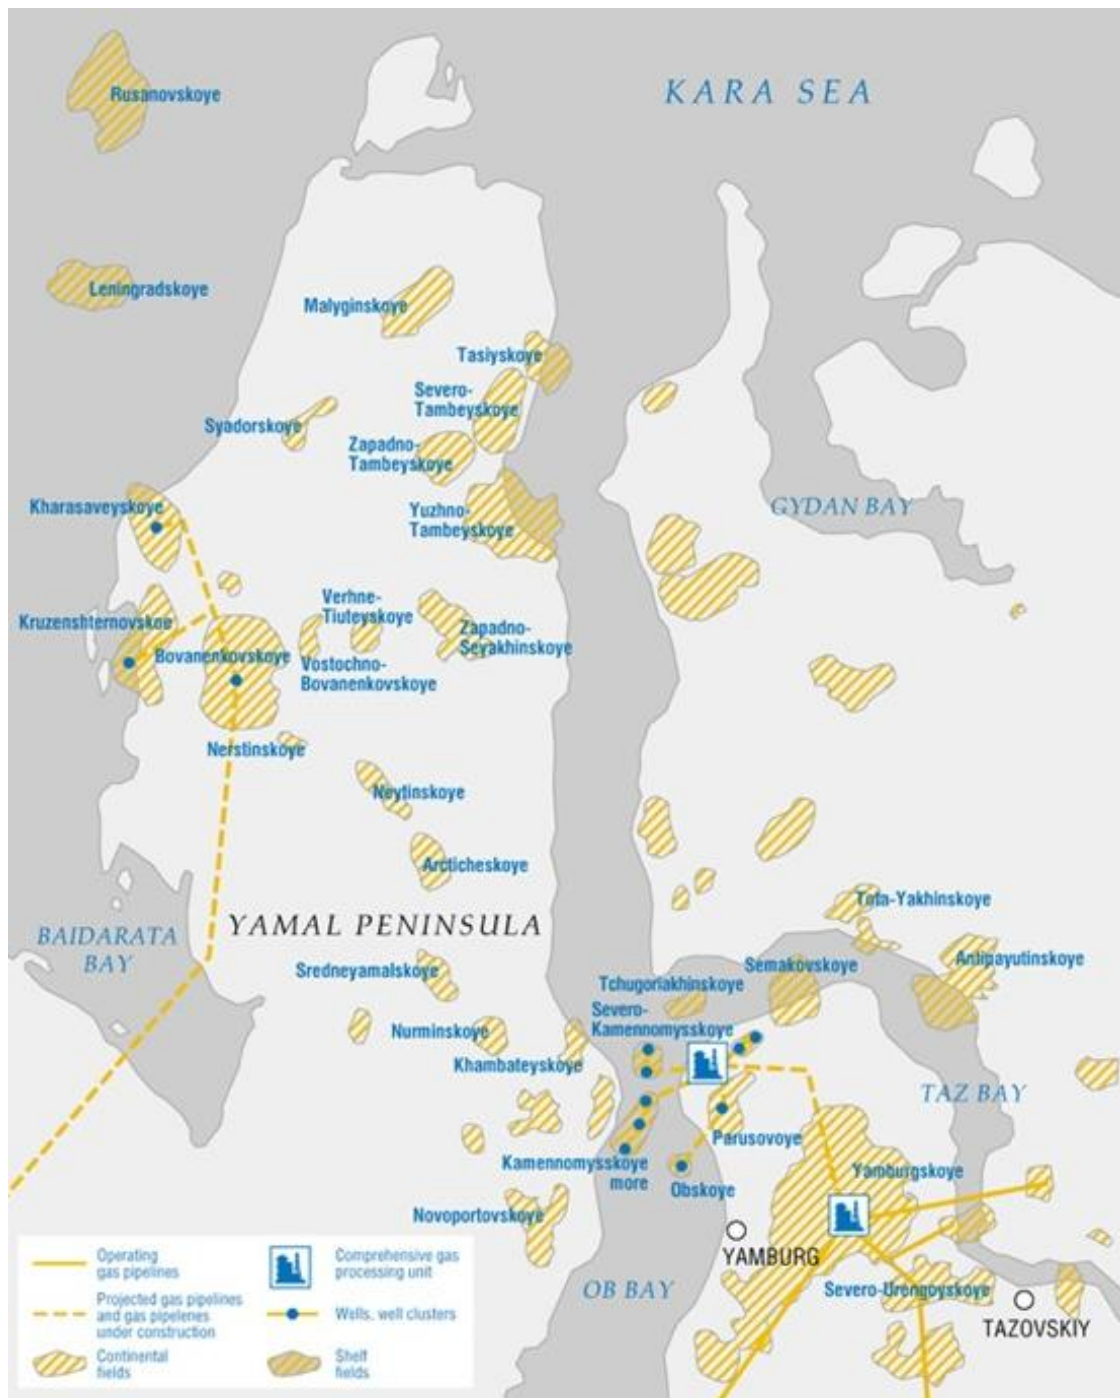 KARA SEA
Rusanovskoye
Leningradskoye
Malyginskoye
Tasiyskoye
Severo-
Tambeyskoye
Syadorskoye
Zapadno-
Tambeyskoye
Kharasaveyskoye
Yuzhno-
Tambeyskoye
GYDAN BAY
Verhne-
Tiuteyskoye
Kruzenshternovskoe
Zapadno-
Seyakhinskoye
Bovanenkovskoye
Vostochno-
Bovanenkovskoye
Nerstinskoye
Neytinskoye
Arcticheskoye
Tota-Yakhinskoye
YAMAL PENINSULA
BAIDARATA
BAY
Antipayutinskoye
Semakovskoye
Sredneyamalskoye
Tchugoriakhinskoye
Severo-
Kamennomysskoye
Nurminskoye
Khambateyskoye
TAZ BAY
Parusovoye
Kamennomysskoye
more
Yamburgskoye
Obskoye
Novoportovskoye
YAMBURG
OB BAY
Severo-Urengoyskoye
TAZOVSKIY
Operating
gas pipelines
Comprehensive gas
processing unit
Projected gas pipelines
and gas pipelenes
under construction
Wells, well clusters
Continental
fields
Shelf
fields